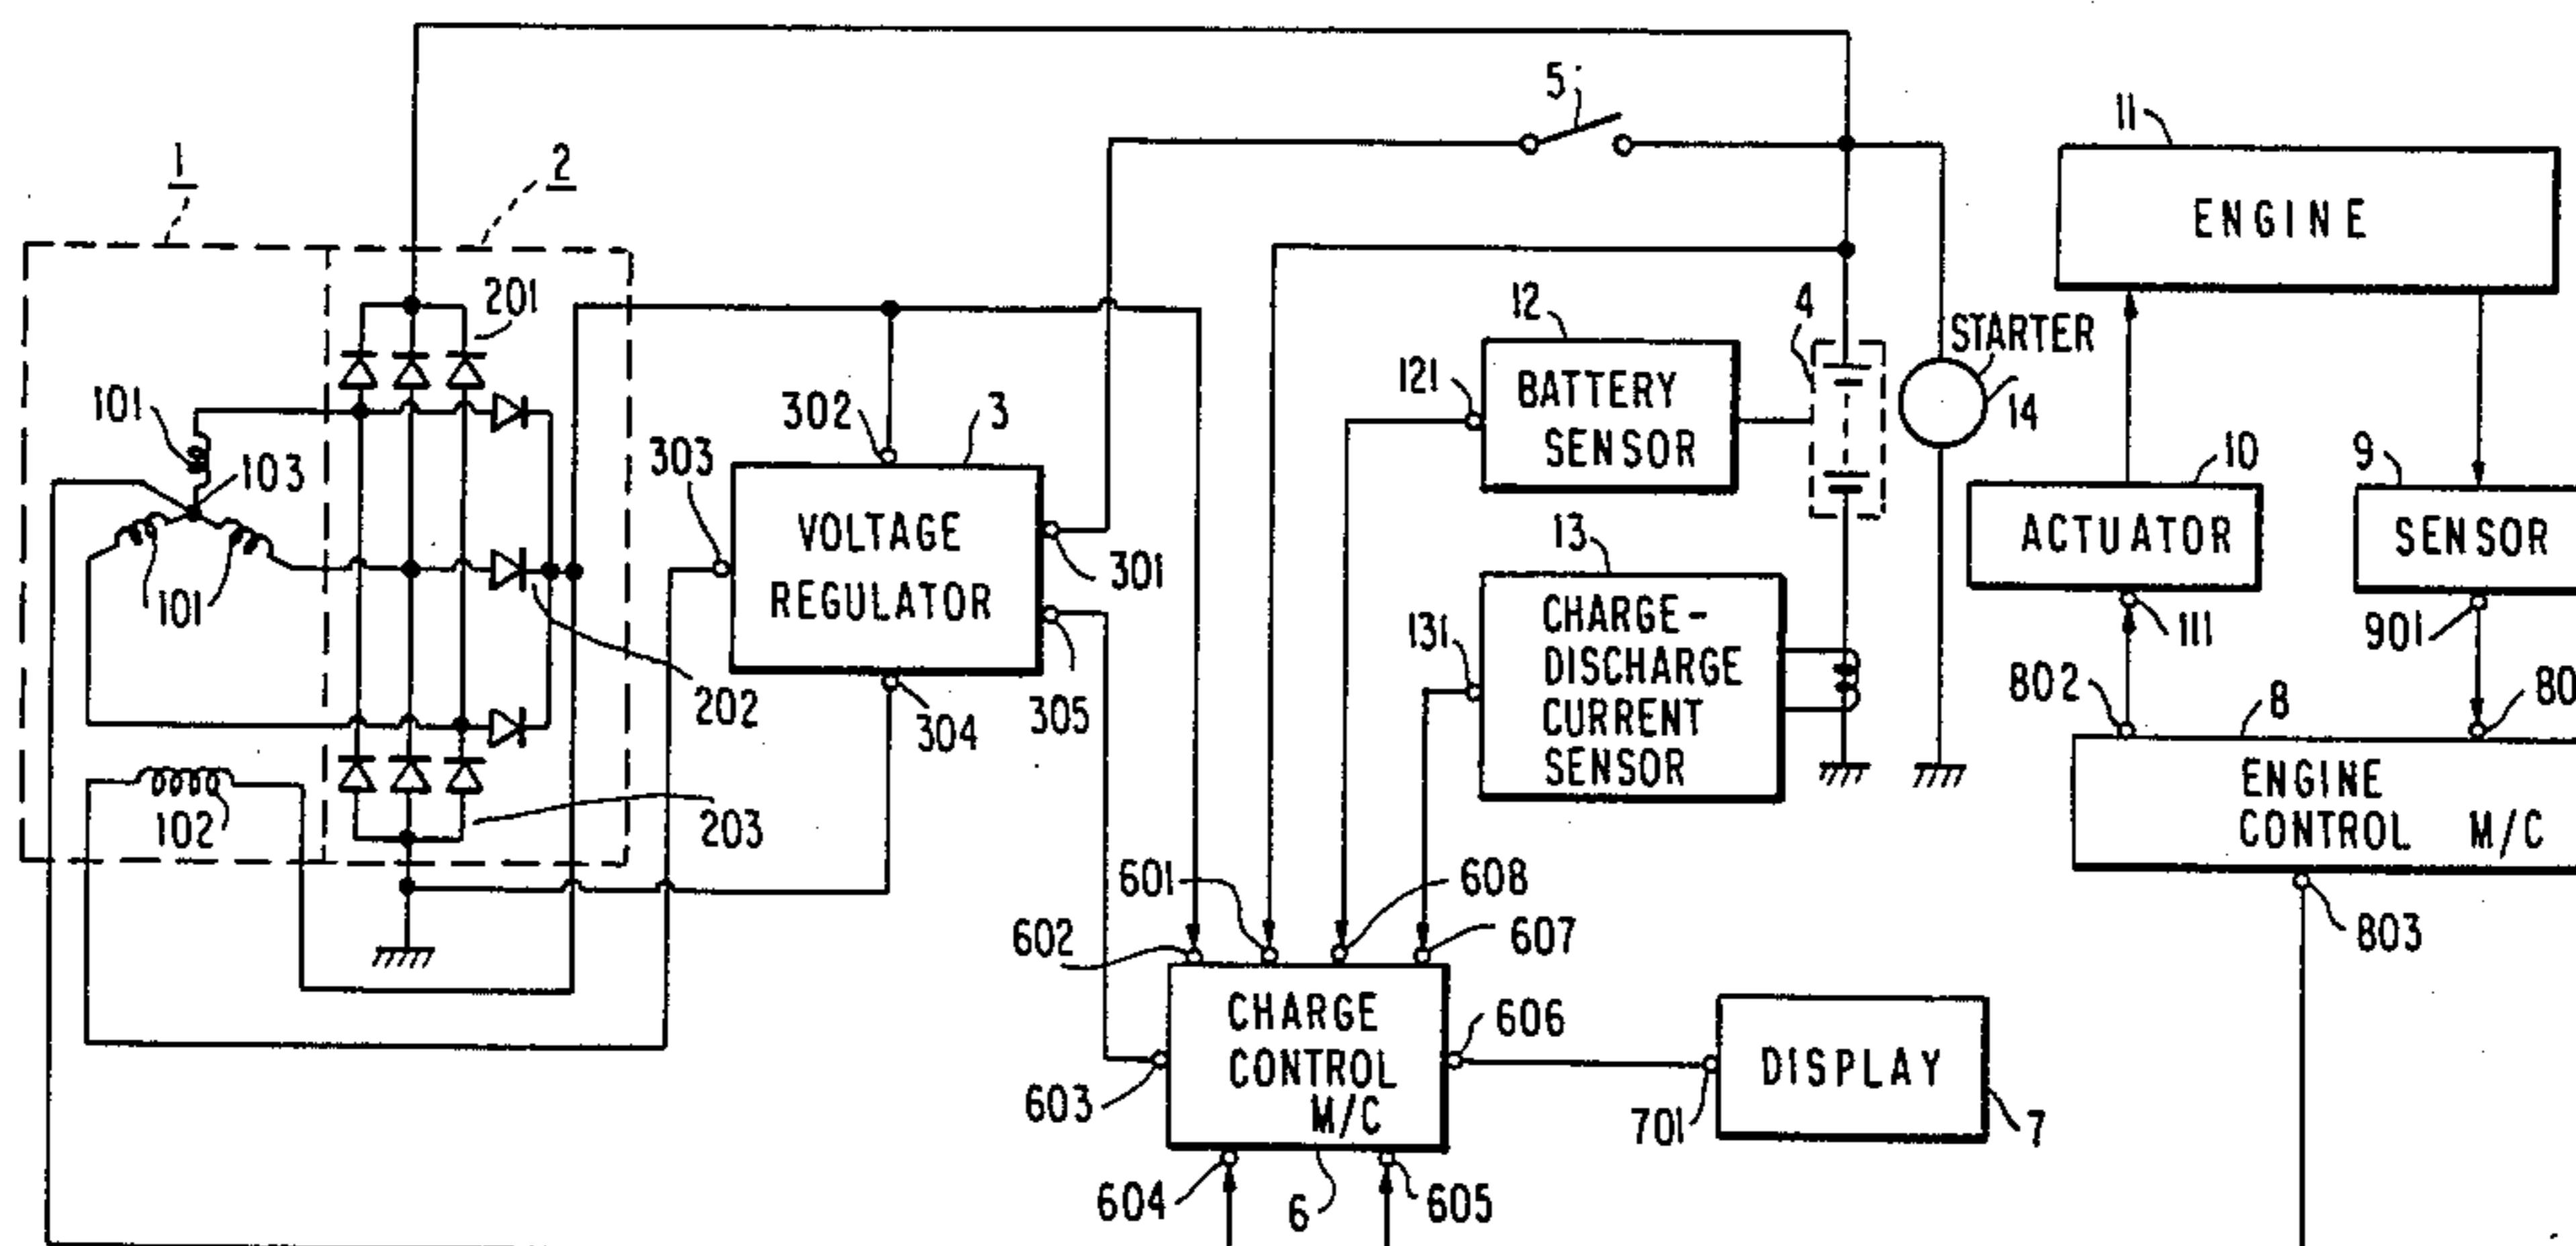 5
11
1
2
ENGINE
201
12
4
STARTER
121
BATTERY
SENSOR
14
101
302
3
303
103
10
9
VOLTAGE
REGULATOR
13
ACTUATOR
SENSOR
301
101
131
CHARGE-
DISCHARGE
CURRENT
SENSOR
111
901
202
304
305
802
8
80
102
203
ENGINE
CONTROL M/C
601
608
602
607
803
CHARGE
CONTROL
M/C
606
DISPLAY
603
701
7
604
6
605